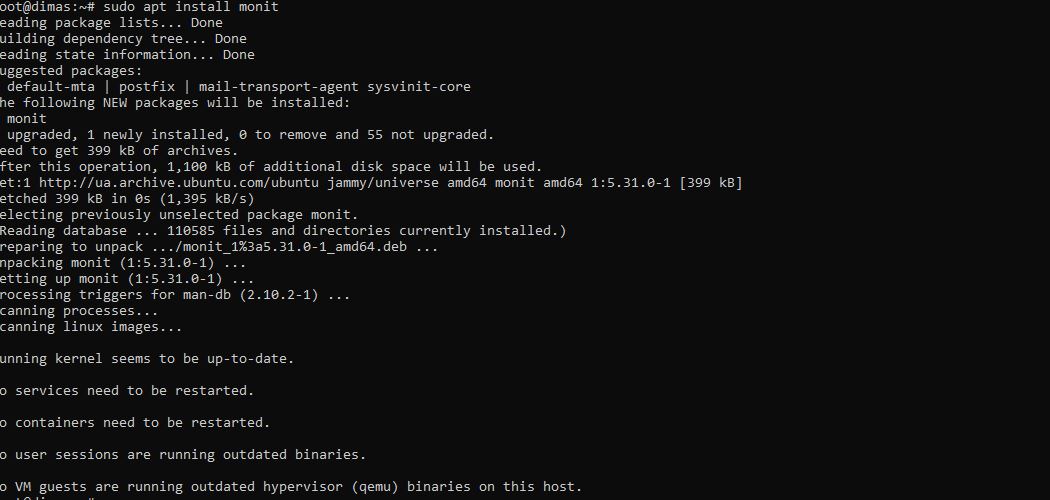 oot@dimas:~# sudo apt install monit
eading package lists... Done
uilding dependency tree... Done
eading state information... Done
uggested packages:
default-mta | postfix | mail-transport-agent sysvinit-core
he following NEW packages will be installed:
monit
upgraded, 1 newly installed, 0 to remove and 55 not upgraded.
eed to get 399 kB of archives.
fter this operation, 1,100 kB of additional disk space will be used.
et:1 http://ua.archive.ubuntu.com/ubuntu jammy/universe amd64 monit amd64 1:5.31.0-1 [399 kB]
etched 399 kB in 0s (1,395 kB/s)
electing previously unselected package monit.
Reading database ... 110585 files and directories currently installed.)
reparing to unpack .../monit_1%3a5.31.0-1_amd64.deb ...
npacking monit (1:5.31.0-1) ...
etting up monit (1:5.31.0-1) ...
rocessing triggers for man-db (2.10.2-1) ...
canning processes...
canning linux images...
unning kernel seems to be up-to-date.
o services need to be restarted.
o containers need to be restarted.
o user sessions are running outdated binaries.
o VM guests are running outdated hypervisor (qemu) binaries on this host.